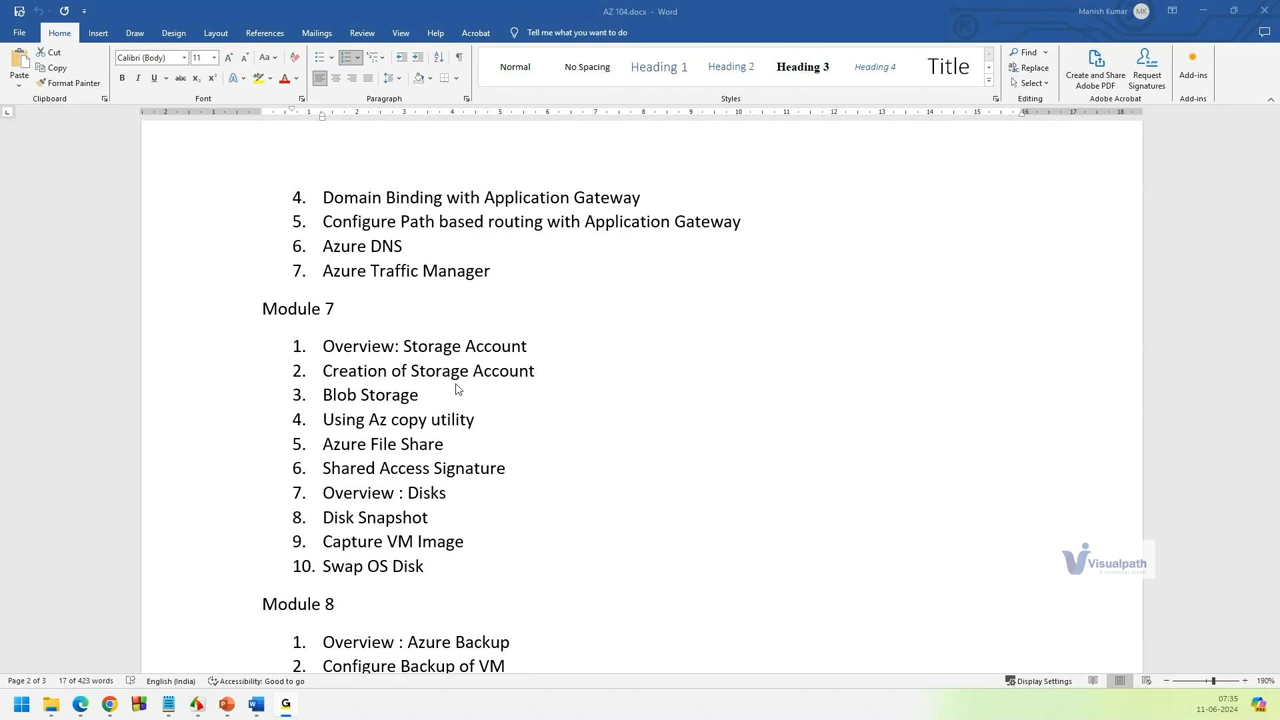 AZ 104.docx - Word
Manish Kumar
MK
File Home Insert Draw Design Layout References Mailings Review View Help Acrobat Tell me what you want to do
Paste
Cut
Copy
Format Painter
Clipboard
Calibri (Body) 11
Font
Paragraph
Normal No Spacing Heading 1 Heading 2 Heading 3 Heading 4 Title
Styles
Find
Replace
Select
Editing
Create and Share Adobe PDF
Request Signatures
Adobe Acrobat
Add-ins
Add-ins
4. Domain Binding with Application Gateway
5. Configure Path based routing with Application Gateway
6. Azure DNS
7. Azure Traffic Manager
Module 7
1. Overview: Storage Account
2. Creation of Storage Account
3. Blob Storage
4. Using Az copy utility
5. Azure File Share
6. Shared Access Signature
7. Overview : Disks
8. Disk Snapshot
9. Capture VM Image
10. Swap OS Disk
Module 8
1. Overview : Azure Backup
2. Configure Backup of VM
Visualpath
Page 2 of 3 17 of 423 words English (India) Accessibility: Good to go Display Settings 190%
07:35
11-06-2024